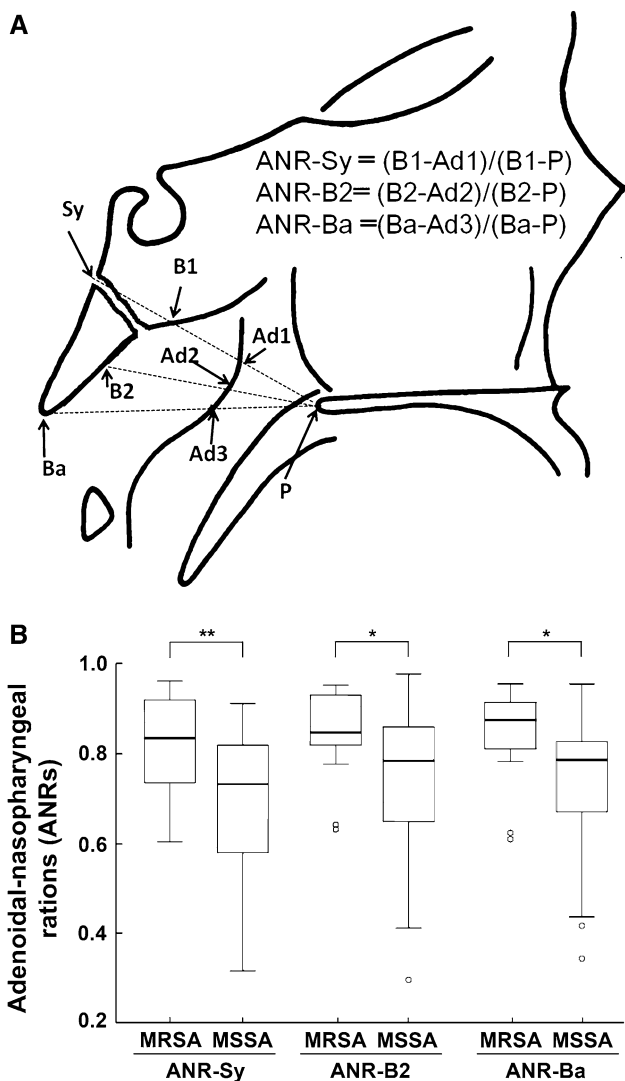 A
ANR-Sy = (B1-Ad1)/(B1-P)
ANR-B2= (B2-Ad2)/(B2-P)
ANR-Ba =(Ba-Ad3)/(Ba-P)
Sy
B1
Ad1
Ad2
B2
Ba
Ad3
P
B
** * *
Adenoidal-nasopharyngeal
rations (ANRs)
1.0
0.8
0.6
0.4
0.2
MRSA MSSA MRSA MSSA MRSA MSSA
ANR-Sy ANR-B2 ANR-Ba